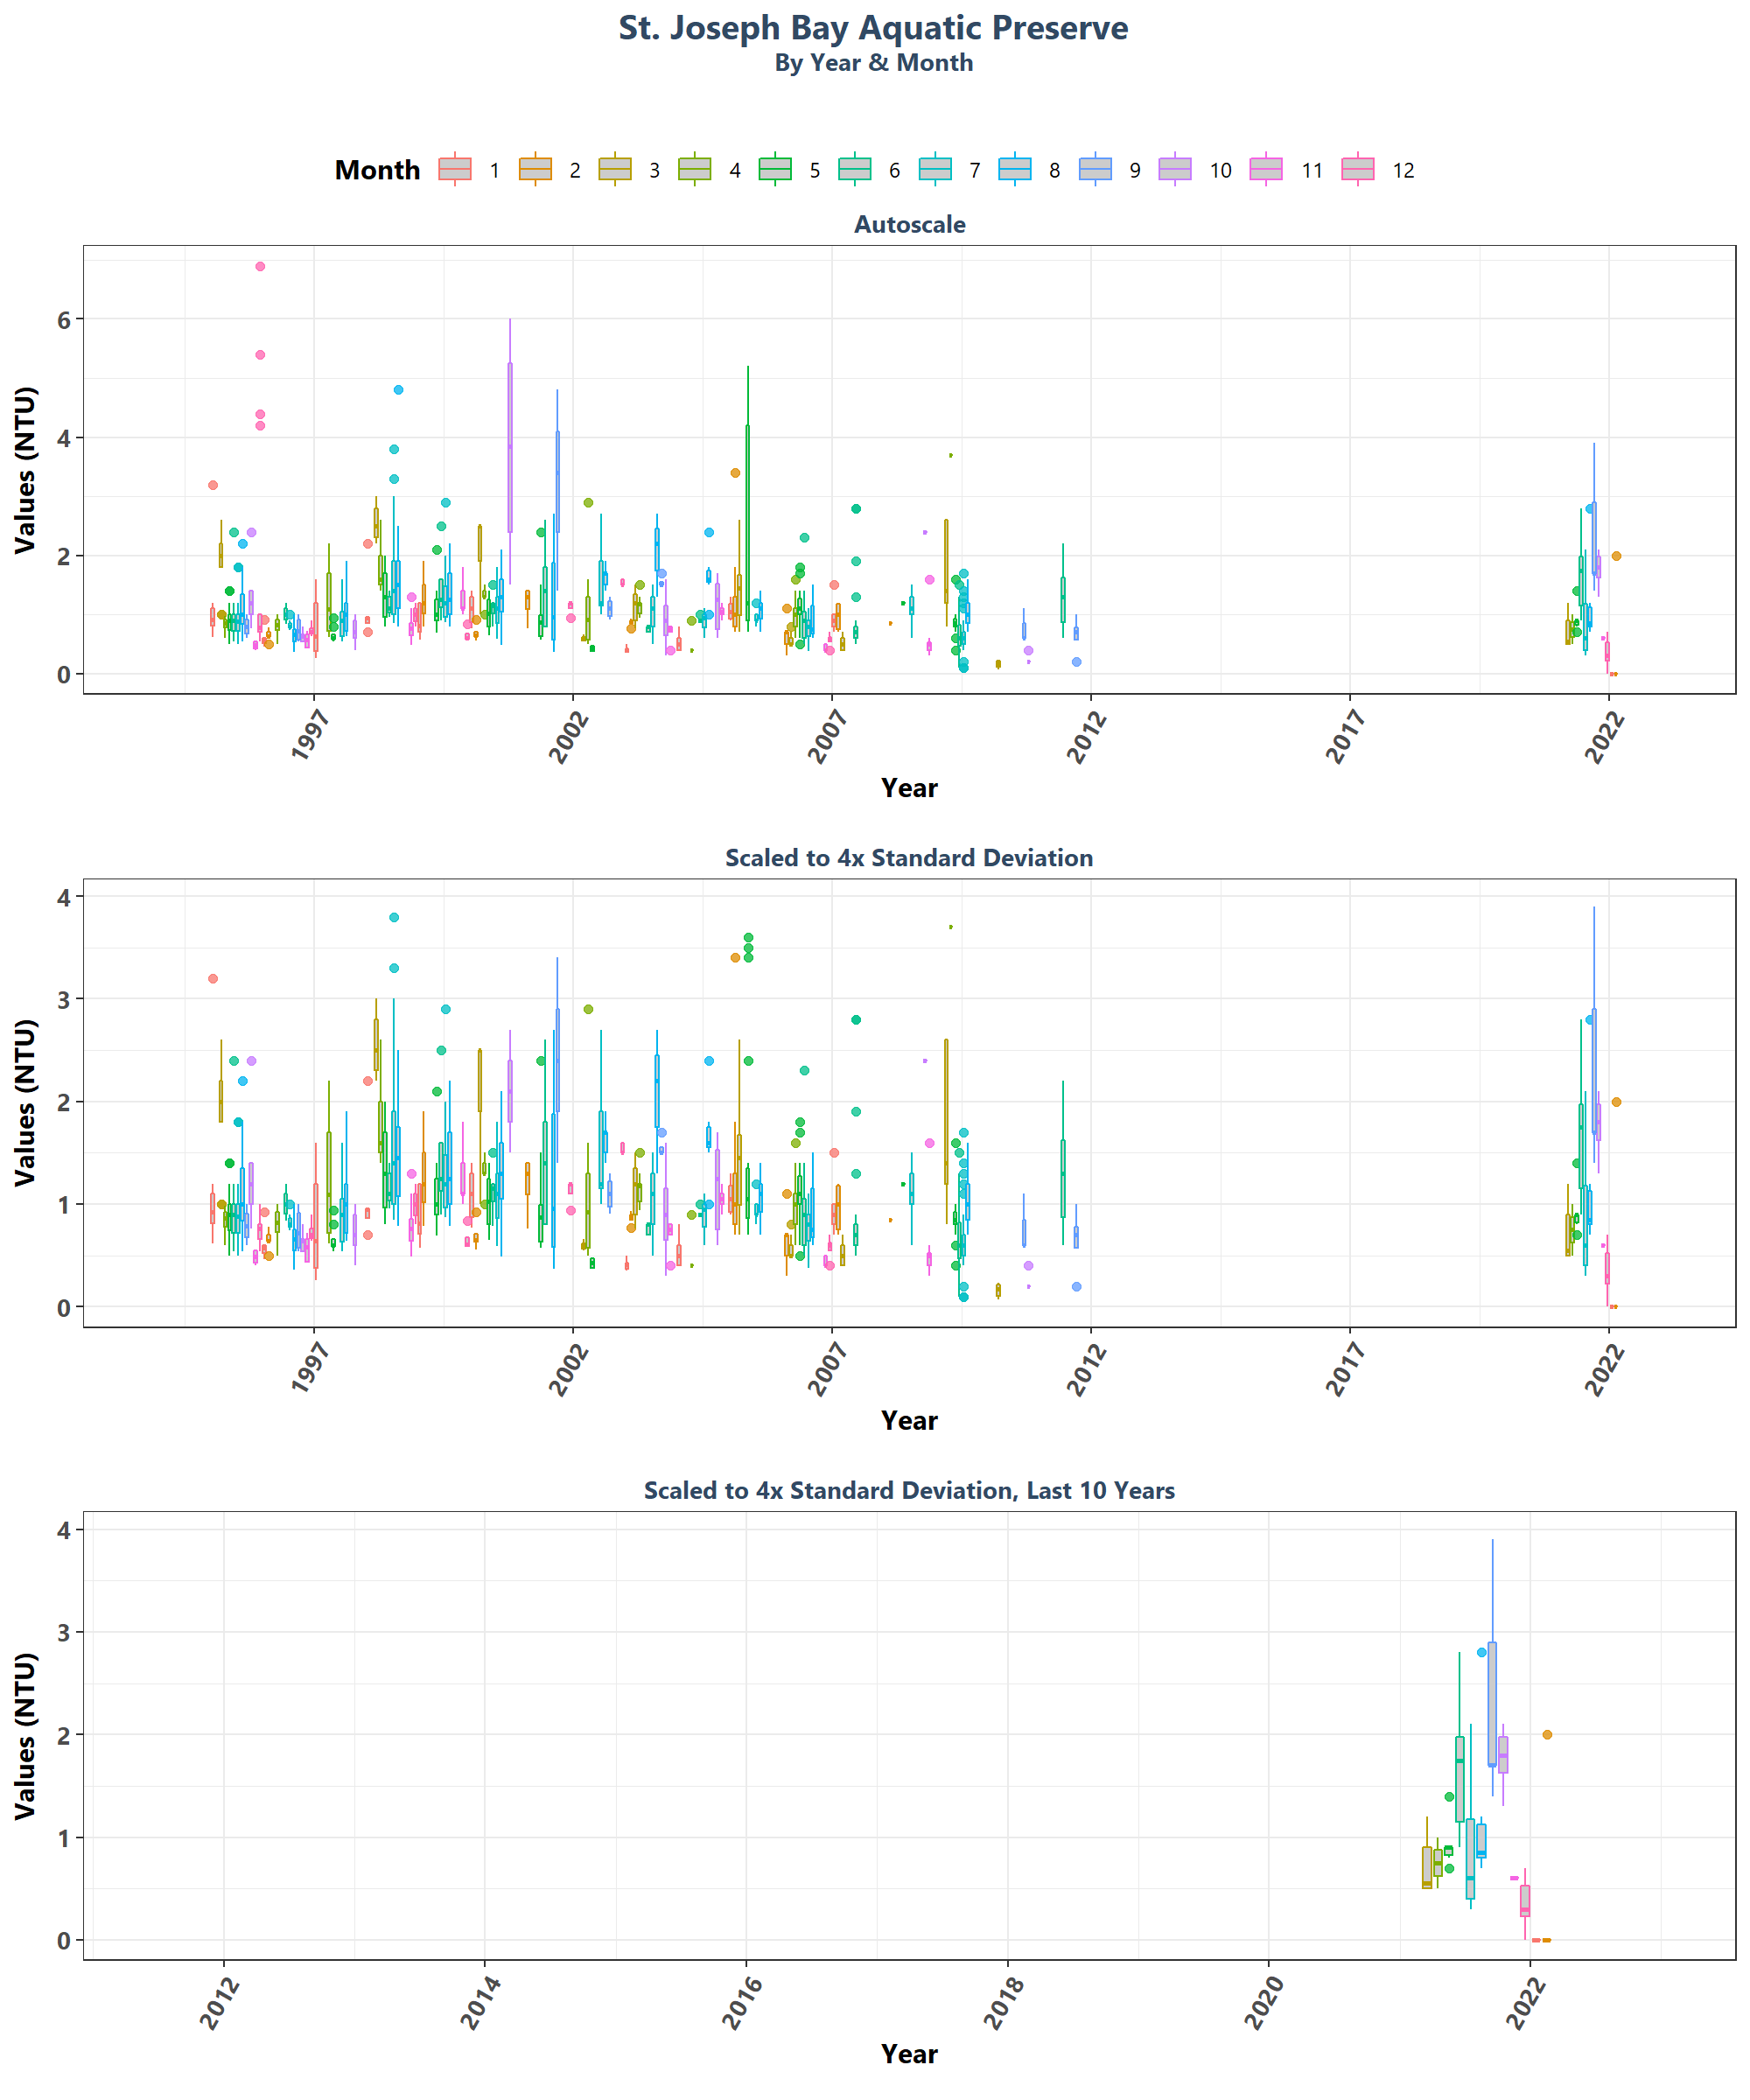 St. Joseph Bay Aquatic Preserve
By Year & Month
Month 1 2 3 4 5 6 7 8 9 10 11 12
Autoscale
Values (NTU)
6
4
2
0
1997 2002 2007 2012 2017 2022
Year
Scaled to 4x Standard Deviation
Values (NTU)
4
3
2
1
0
1997 2002 2007 2012 2017 2022
Year
Scaled to 4x Standard Deviation, Last 10 Years
Values (NTU)
4
3
2
1
0
2012 2014 2016 2018 2020 2022
Year